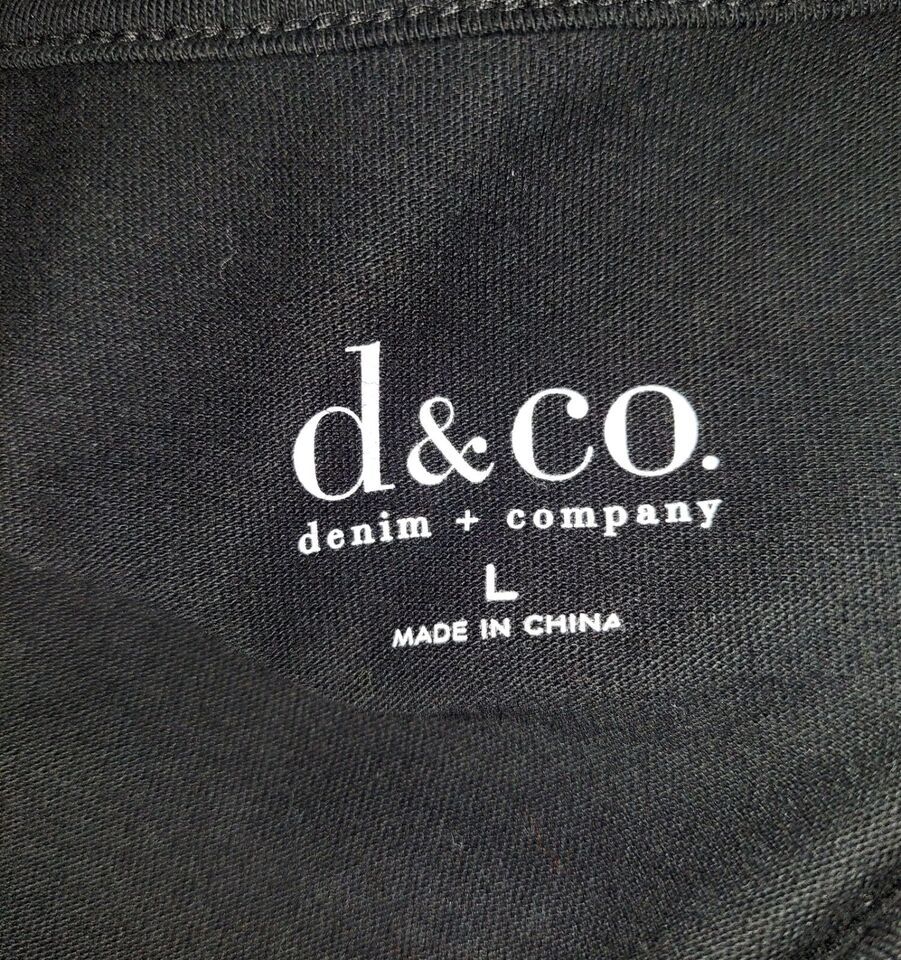 d&co.
denim + company
L
MADE IN CHINA